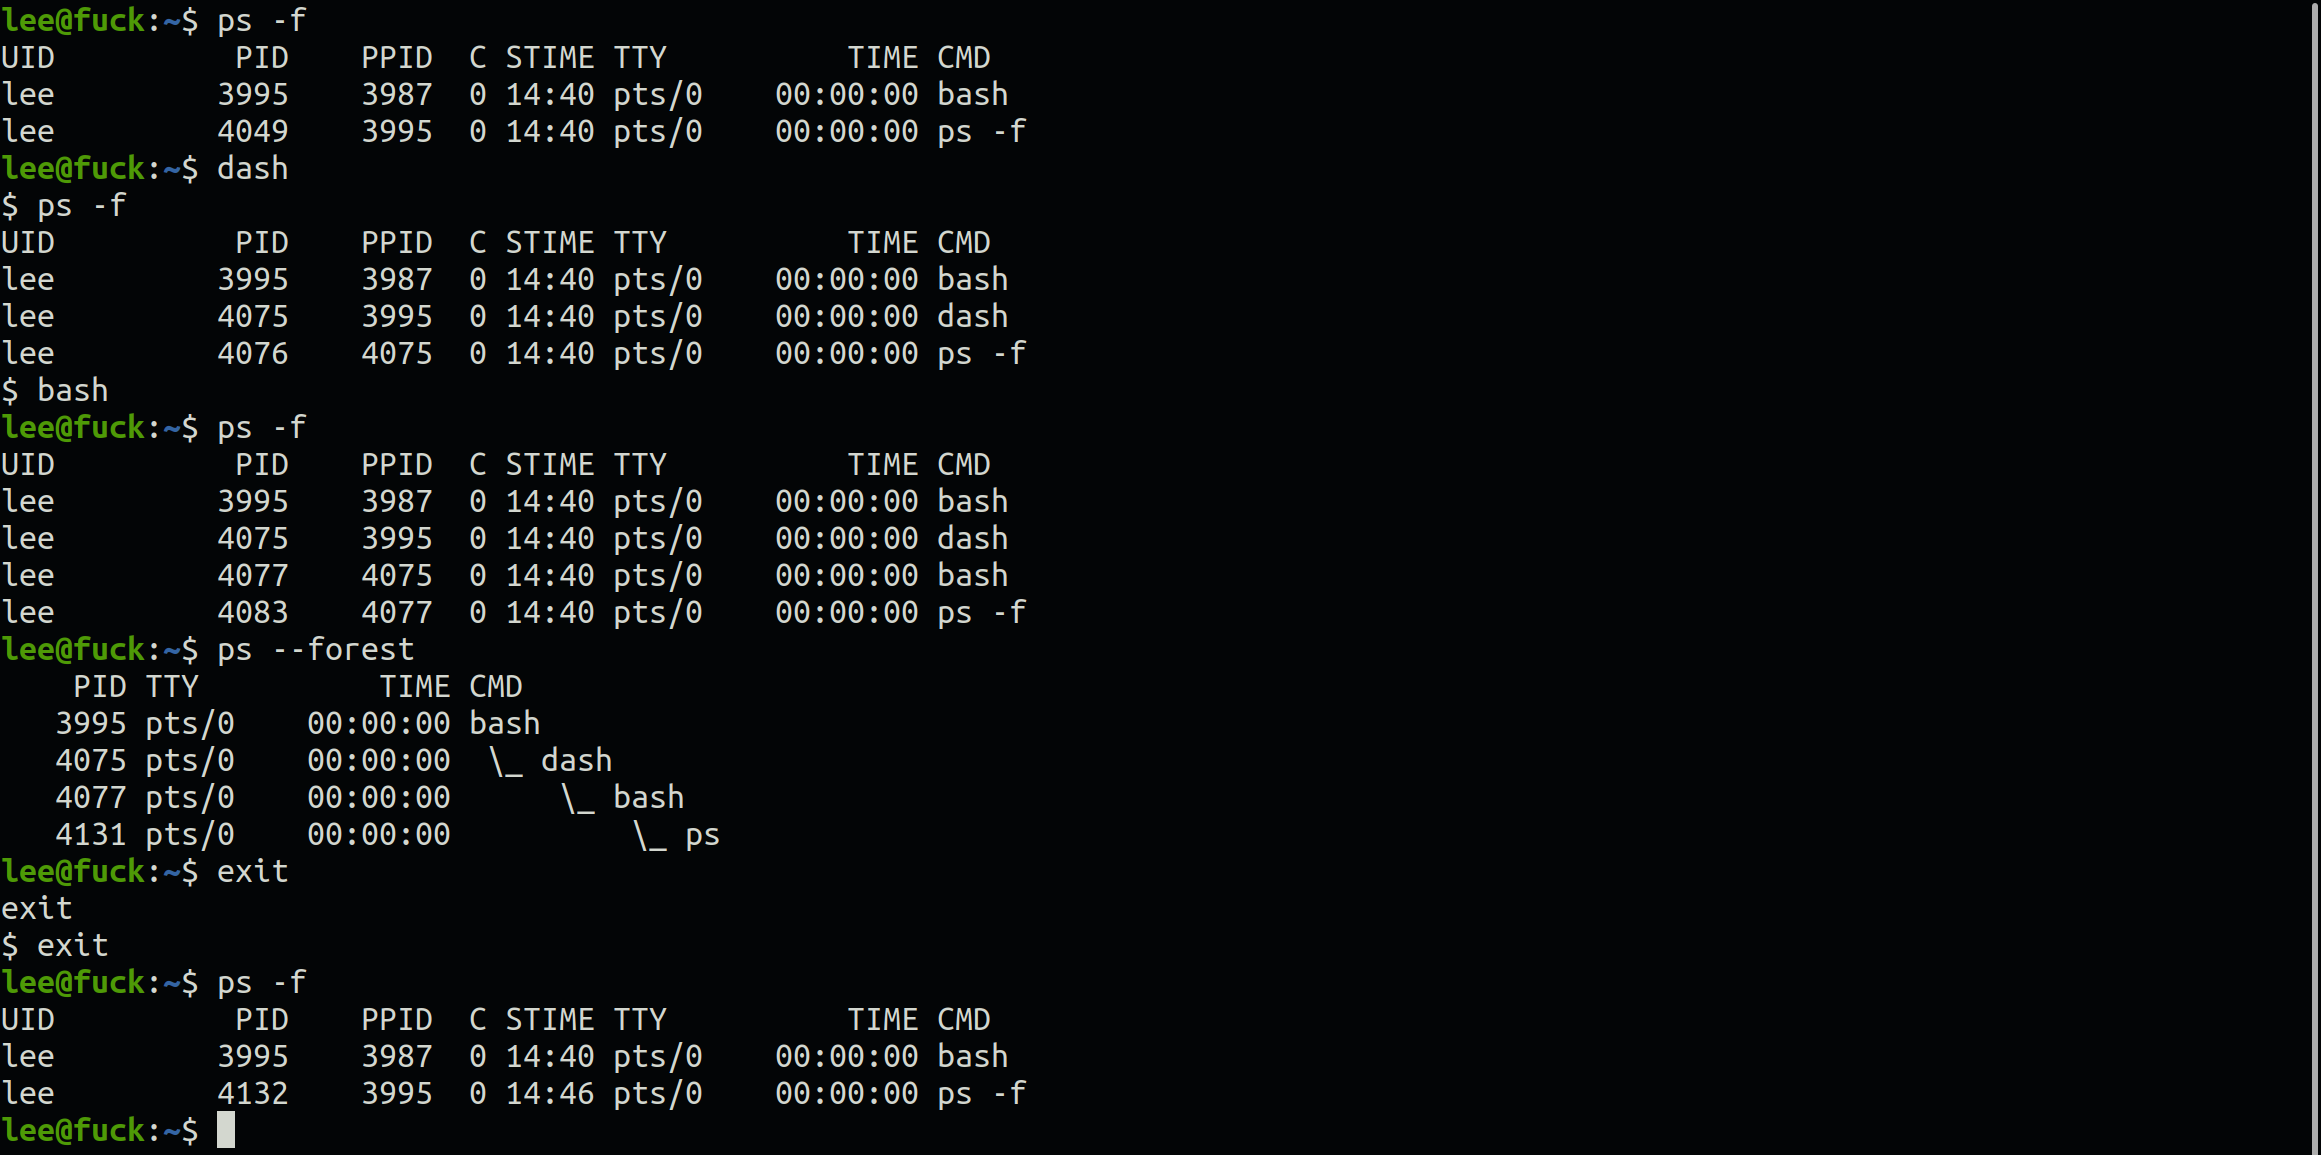 lee@fuck:~$ ps -f
UID          PID    PPID  C STIME TTY          TIME CMD
lee         3995    3987  0 14:40 pts/0    00:00:00 bash
lee         4049    3995  0 14:40 pts/0    00:00:00 ps -f
lee@fuck:~$ dash
$ ps -f
UID          PID    PPID  C STIME TTY          TIME CMD
lee         3995    3987  0 14:40 pts/0    00:00:00 bash
lee         4075    3995  0 14:40 pts/0    00:00:00 dash
lee         4076    4075  0 14:40 pts/0    00:00:00 ps -f
$ bash
lee@fuck:~$ ps -f
UID          PID    PPID  C STIME TTY          TIME CMD
lee         3995    3987  0 14:40 pts/0    00:00:00 bash
lee         4075    3995  0 14:40 pts/0    00:00:00 dash
lee         4077    4075  0 14:40 pts/0    00:00:00 bash
lee         4083    4077  0 14:40 pts/0    00:00:00 ps -f
lee@fuck:~$ ps --forest
    PID TTY          TIME CMD
   3995 pts/0    00:00:00 bash
   4075 pts/0    00:00:00  \_ dash
   4077 pts/0    00:00:00      \_ bash
   4131 pts/0    00:00:00          \_ ps
lee@fuck:~$ exit
exit
$ exit
lee@fuck:~$ ps -f
UID          PID    PPID  C STIME TTY          TIME CMD
lee         3995    3987  0 14:40 pts/0    00:00:00 bash
lee         4132    3995  0 14:46 pts/0    00:00:00 ps -f
lee@fuck:~$